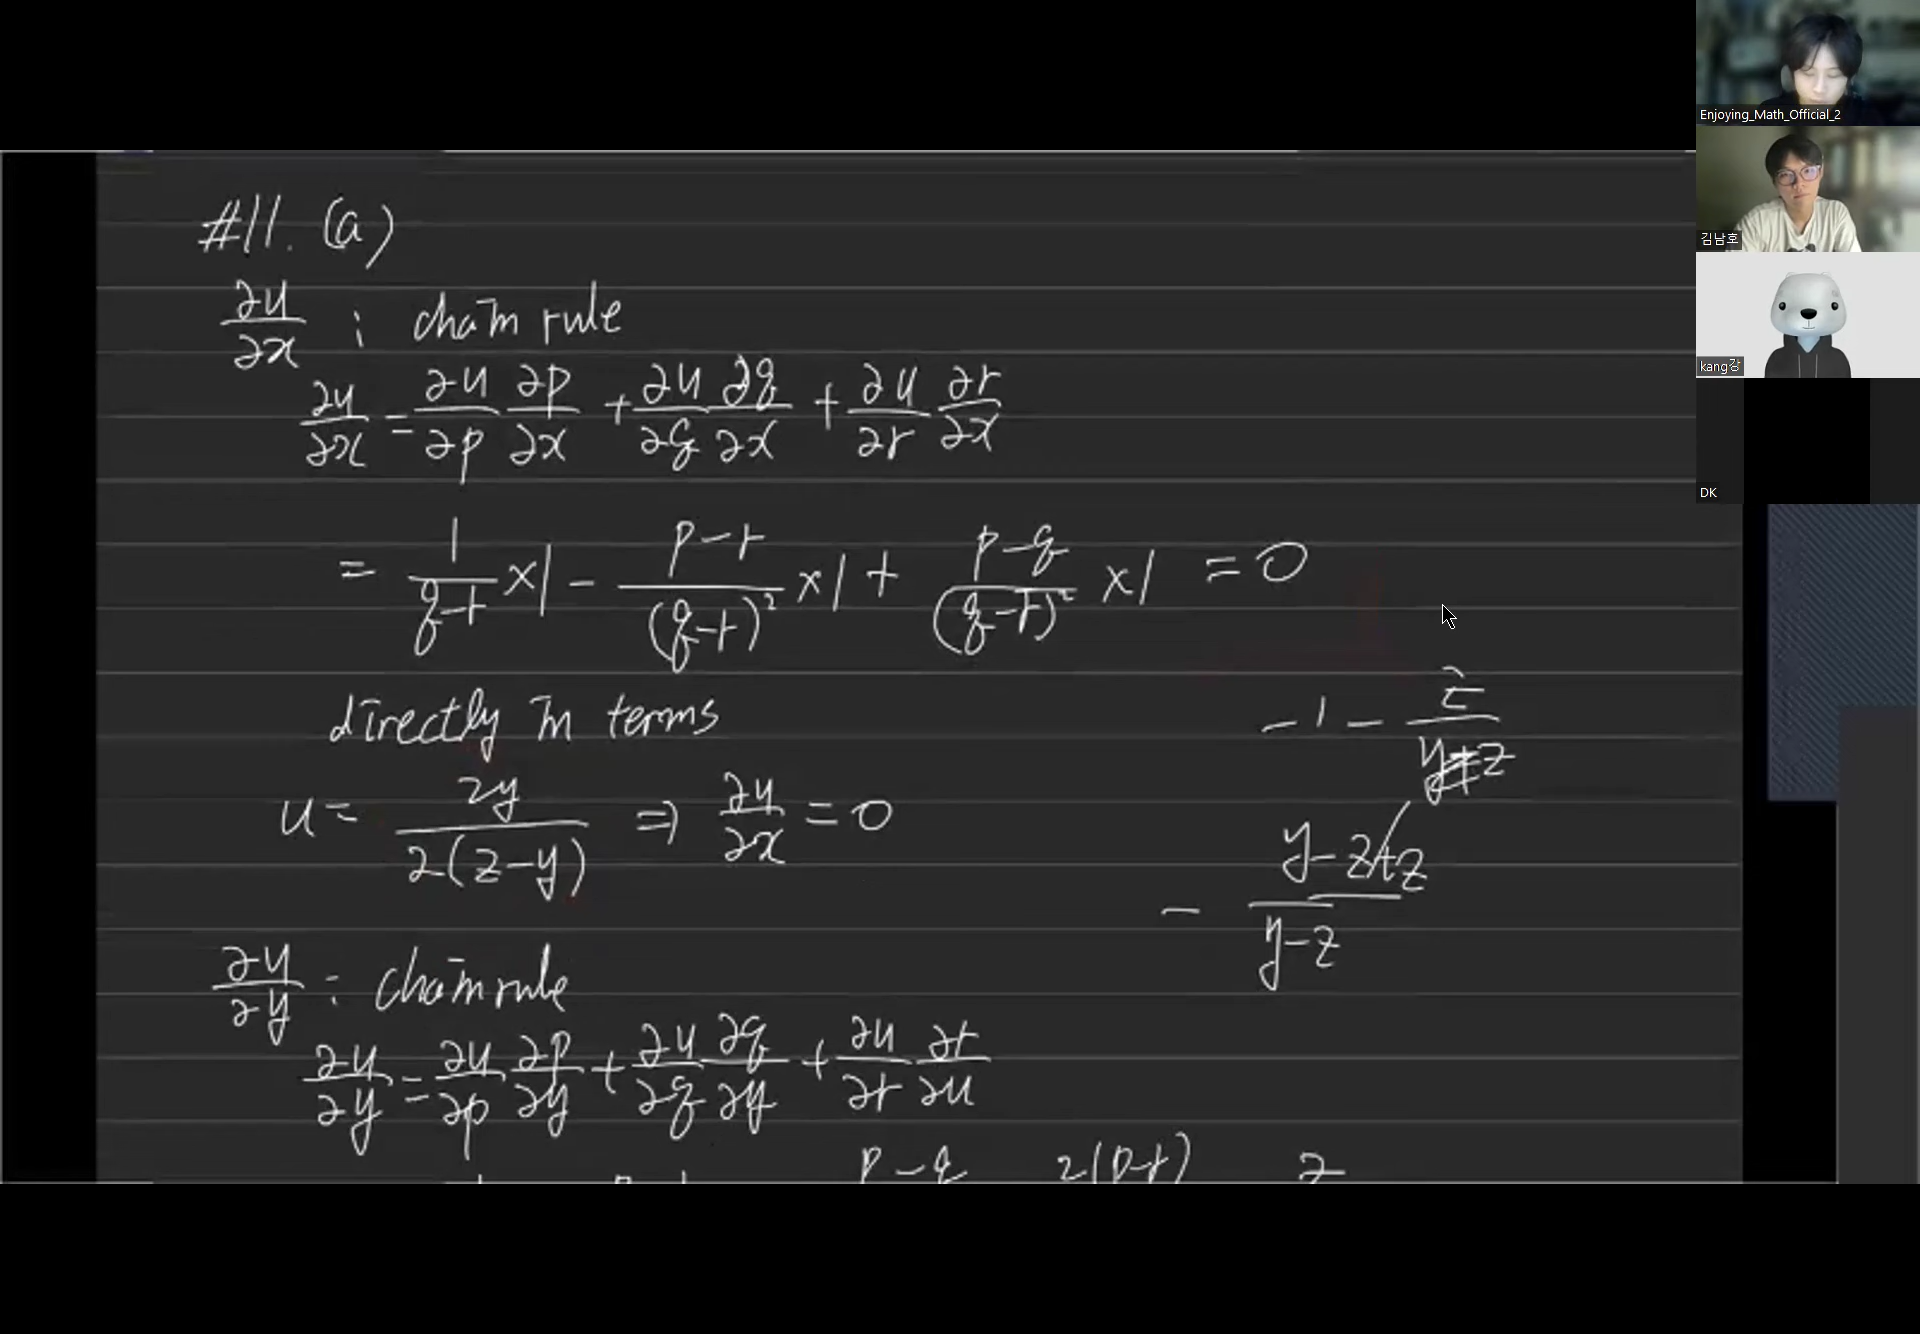 #11. (a)
∂u/∂x : chain rule
∂u/∂x = ∂u/∂p ∂p/∂x + ∂u/∂q ∂q/∂x + ∂u/∂r ∂r/∂x
= 1/(q-r) ×1 - (p-r)/(q-r)² ×1 + (p-q)/(q-r)² ×1 = 0
directly in terms
u = 2y/2(z-y) ⇒ ∂u/∂x = 0
-1 - z/(y-z)
- (y-z+z)/(y-z)
∂u/∂y : chain rule
∂u/∂y = ∂u/∂p ∂p/∂y + ∂u/∂q ∂q/∂y + ∂u/∂r ∂r/∂u
p-q 2(p-r) z
Enjoying_Math_Official_2
김남호
kang강
DK